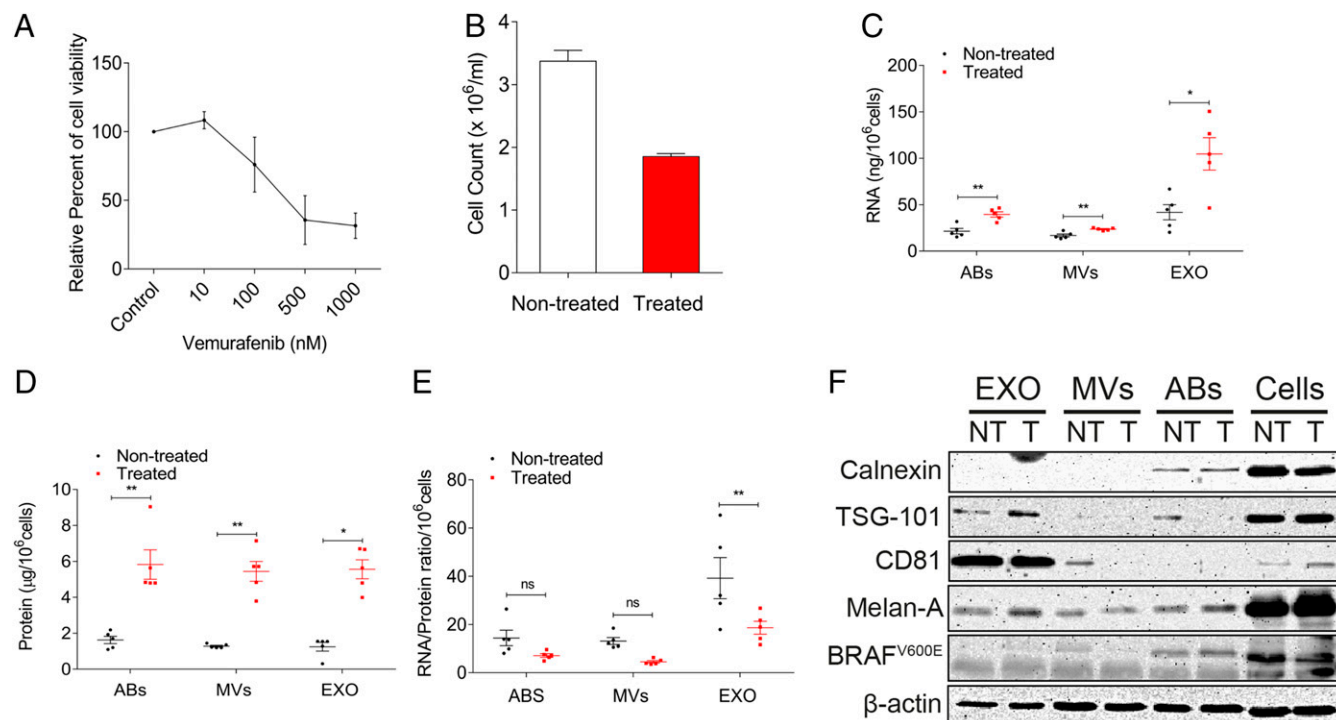 A
Relative Percent of cell viability
150
100
50
0
Control
10
100
500
1000
Vemurafenib (nM)
B
Cell Count (x 10⁶/ml)
4
3
2
1
0
Non-treated
Treated
C
Non-treated
Treated
RNA (ng/10⁶cells)
200
150
100
50
0
**
**
*
ABs
MVs
EXO
D
Non-treated
Treated
Protein (µg/10⁶cells)
10
8
6
4
2
0
**
**
*
ABs
MVs
EXO
E
Non-treated
Treated
RNA/Protein ratio/10⁶cells
80
60
40
20
0
ns
ns
**
ABS
MVs
EXO
F
EXO MVs ABs Cells
NT T NT T NT T NT T
Calnexin
TSG-101
CD81
Melan-A
BRAFⱽ⁶⁰⁰ᴱ
β-actin